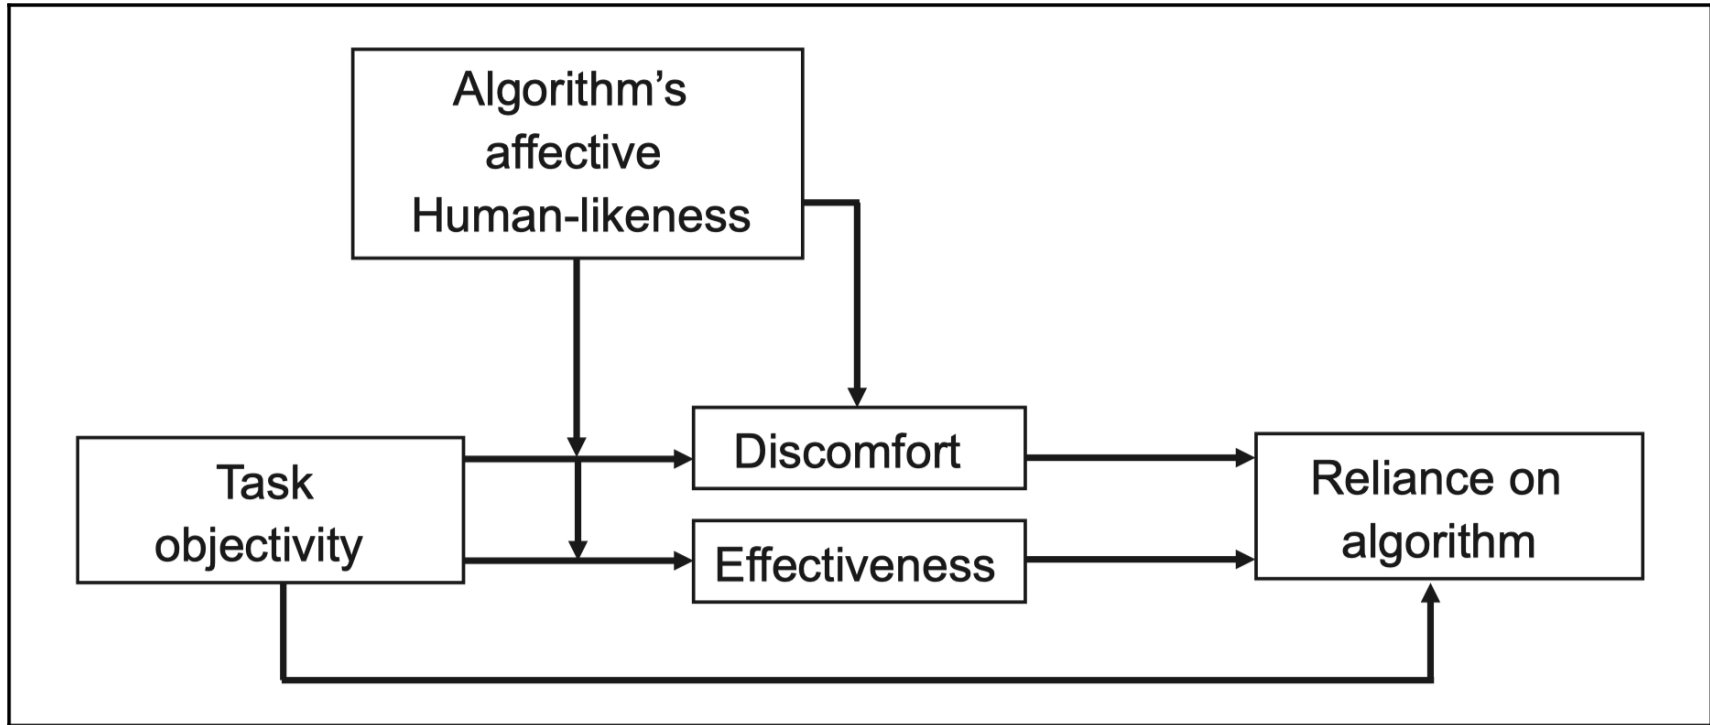 Algorithm’s
affective
Human-likeness
Task
objectivity
Discomfort
Effectiveness
Reliance on
algorithm